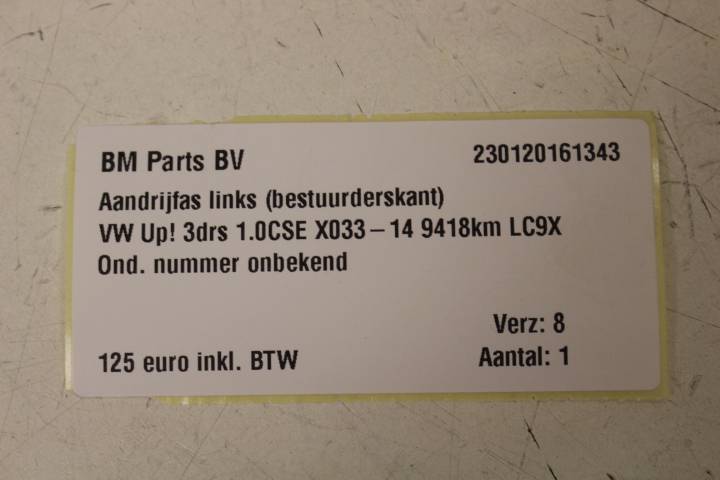 BM Parts BV 230120161343
Aandrijfas links (bestuurderskant)
VW Up! 3drs 1.0CSE X033-14 9418km LC9X
Ond. nummer onbekend
Verz: 8
125 euro inkl. BTW Aantal: 1